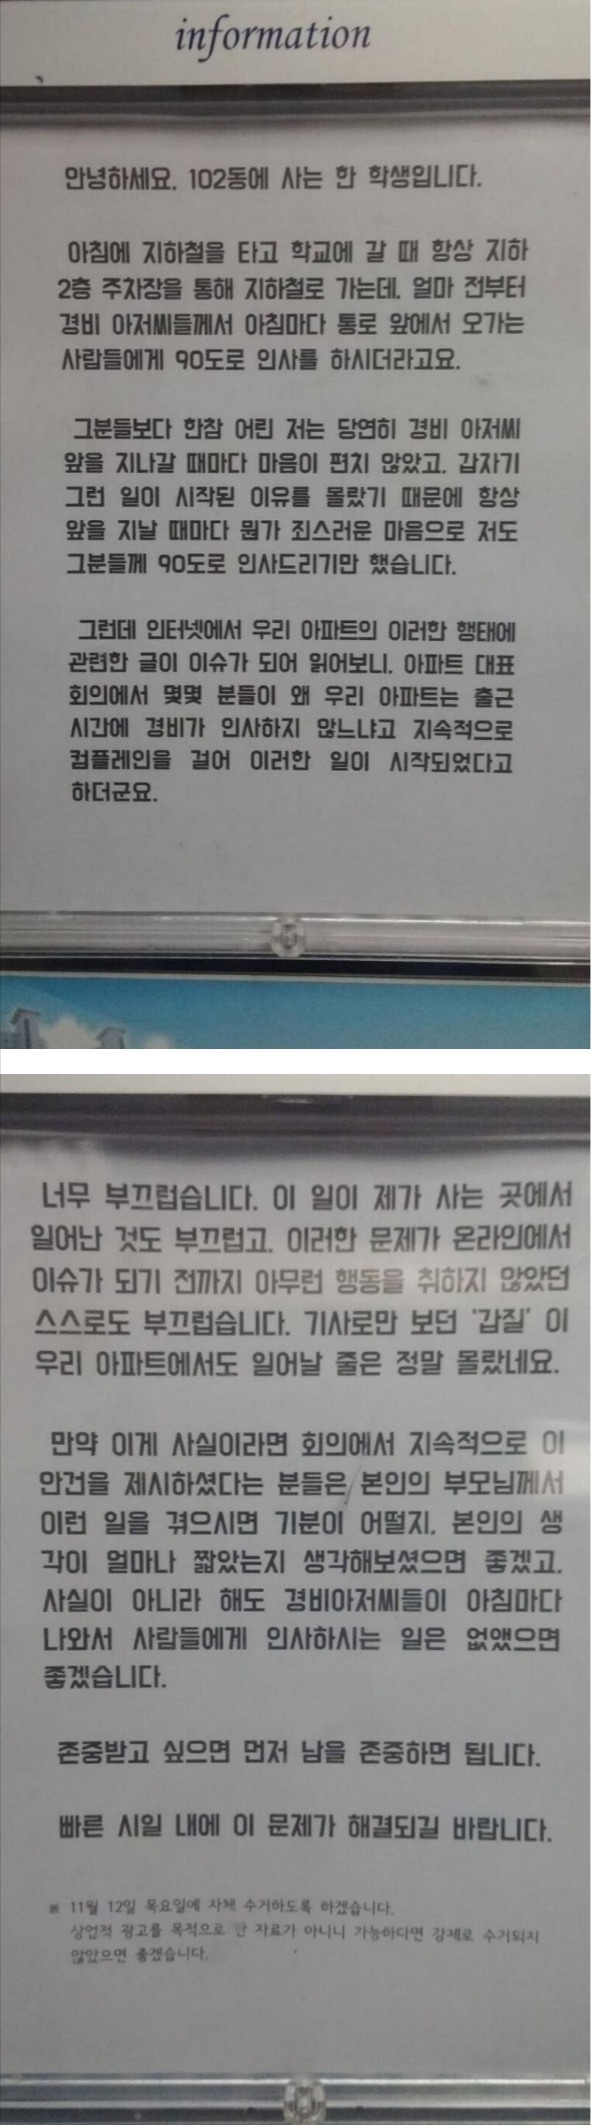 information
안녕하세요. 102동에 사는 한 학생입니다.
아침에 지하철을 타고 학교에 갈 때 항상 지하
2층 주차장을 통해 지하철로 가는데, 얼마 전부터
경비 아저씨들께서 아침마다 통로 앞에서 오가는
사람들에게 90도로 인사를 하시더라고요.
그분들보다 한참 어린 저는 당연히 경비 아저씨
앞을 지나갈 때마다 마음이 편치 않았고, 갑자기
그런 일이 시작된 이유를 몰랐기 때문에 항상
앞을 지날 때마다 뭔가 죄스러운 마음으로 저도
그분들께 90도로 인사드리기만 했습니다.
그런데 인터넷에서 우리 아파트의 이러한 행태에
관련한 글이 이슈가 되어 읽어보니, 아파트 대표
회의에서 몇몇 분들이 왜 우리 아파트는 출근
시간에 경비가 인사하지 않느냐고 지속적으로
컴플레인을 걸어 이러한 일이 시작되었다고
하더군요.
너무 부끄럽습니다. 이 일이 제가 사는 곳에서
일어난 것도 부끄럽고, 이러한 문제가 온라인에서
이슈가 되기 전까지 아무런 행동을 취하지 않았던
스스로도 부끄럽습니다. 기사로만 보던 '갑질' 이
우리 아파트에서도 일어날 줄은 정말 몰랐네요.
만약 이게 사실이라면 회의에서 지속적으로 이
안건을 제시하셨다는 분들은 본인의 부모님께서
이런 일을 겪으시면 기분이 어떨지, 본인의 생
각이 얼마나 짧았는지 생각해보셨으면 좋겠고,
사실이 아니라 해도 경비아저씨들이 아침마다
나와서 사람들에게 인사하시는 일은 없앴으면
좋겠습니다.
존중받고 싶으면 먼저 남을 존중하면 됩니다.
빠른 시일 내에 이 문제가 해결되길 바랍니다.
※ 11월 12일 목요일에 자체 수거하도록 하겠습니다.
상업적 광고를 목적으로 한 자료가 아니니 가능하다면 강제로 수거되지
않았으면 좋겠습니다.